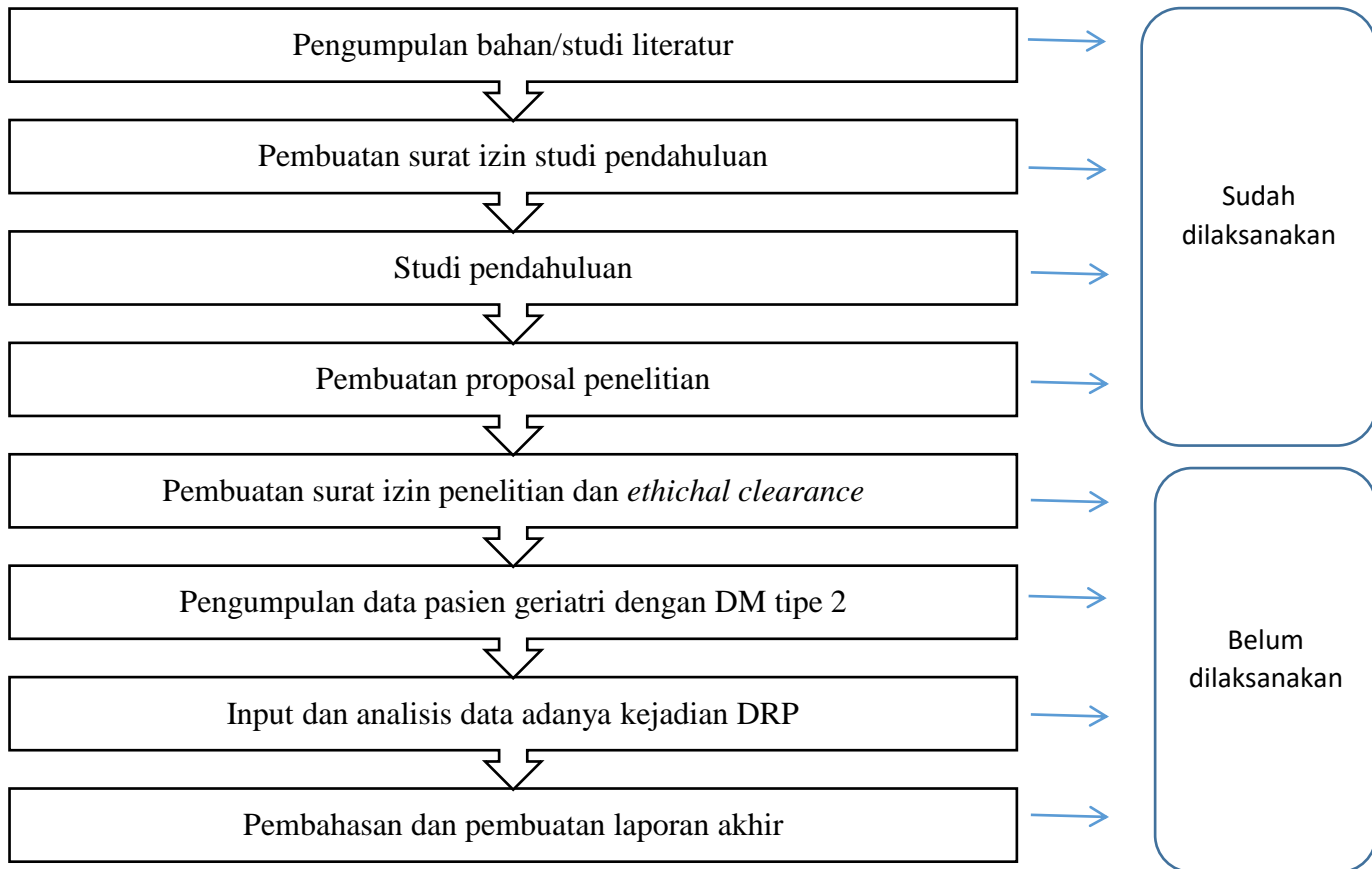 Pengumpulan bahan/studi literatur
Pembuatan surat izin studi pendahuluan
Studi pendahuluan
Pembuatan proposal penelitian
Sudah
dilaksanakan
Pembuatan surat izin penelitian dan ethichal clearance
Pengumpulan data pasien geriatri dengan DM tipe 2
Input dan analisis data adanya kejadian DRP
Pembahasan dan pembuatan laporan akhir
Belum
dilaksanakan